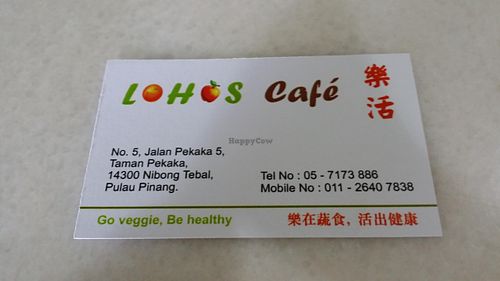 LOHOS Café
樂活
HappyCow
No. 5, Jalan Pekaka 5,
Taman Pekaka,
14300 Nibong Tebal,
Pulau Pinang.
Tel No : 05 - 7173 886
Mobile No : 011 - 2640 7838
Go veggie, Be healthy
樂在蔬食, 活出健康